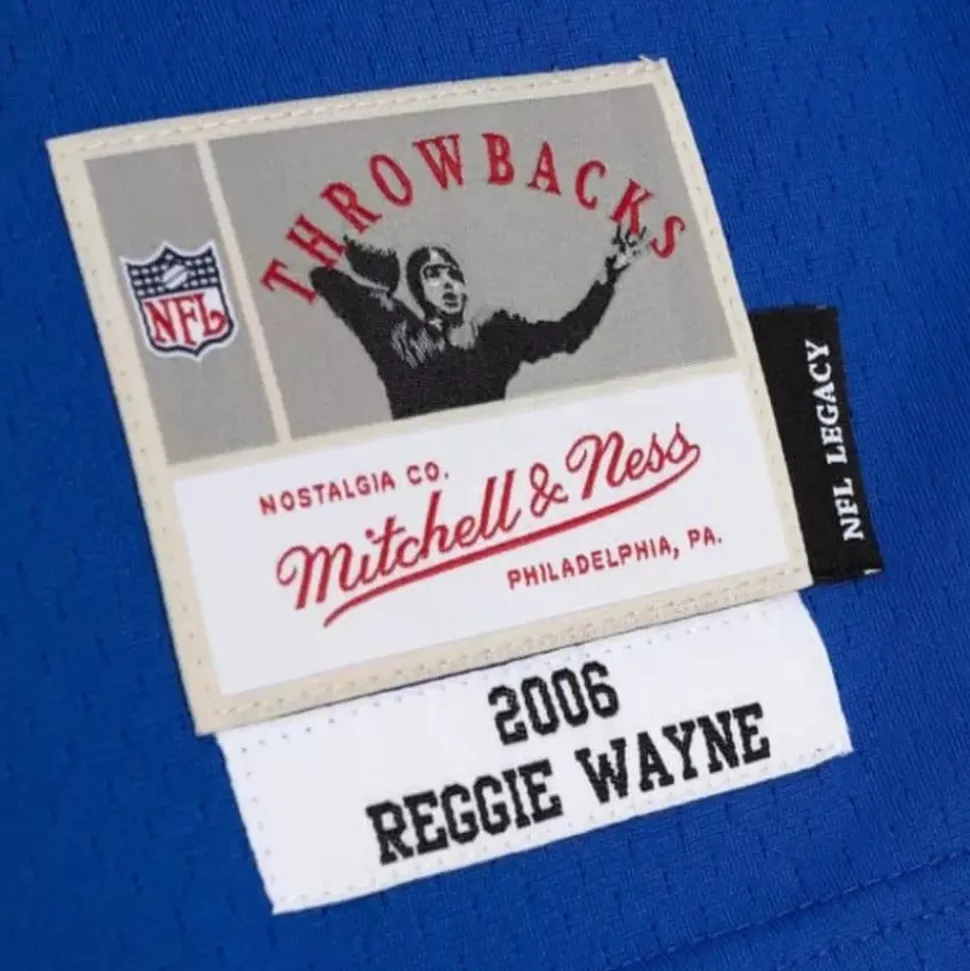 THROWBACKS
NFL
NOSTALGIA CO.
Mitchell & Ness
PHILADELPHIA, PA.
NFL LEGACY
2006
REGGIE WAYNE